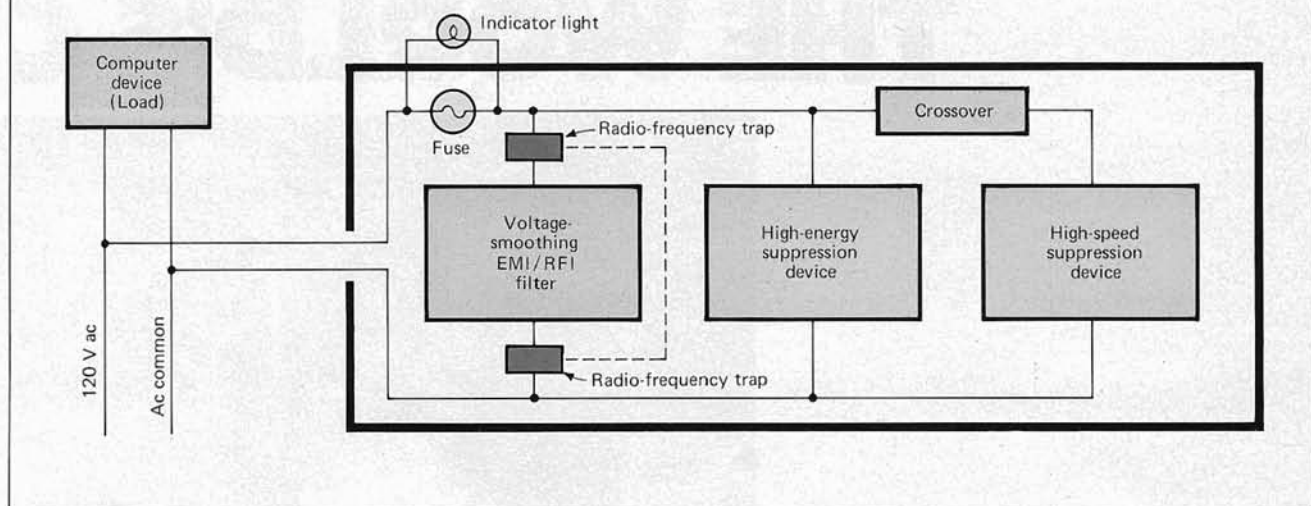 Indicator light
Computer
device
(Load)
Crossover
Radio-frequency trap
Fuse
Voltage-
smoothing
EMI/RFI
filter
High-energy
suppression
device
High-speed
suppression
device
120 V ac
Ac common
Radio-frequency trap